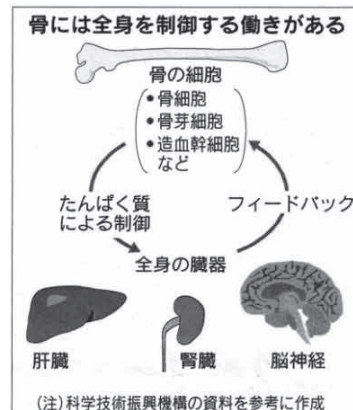 骨には全身を制御する働きがある
骨の細胞
•骨細胞
•骨芽細胞
•造血幹細胞
など
たんぱく質
による制御
フィードバック
全身の臓器
肝臓
腎臓
脳神経
(注)科学技術振興機構の資料を参考に作成